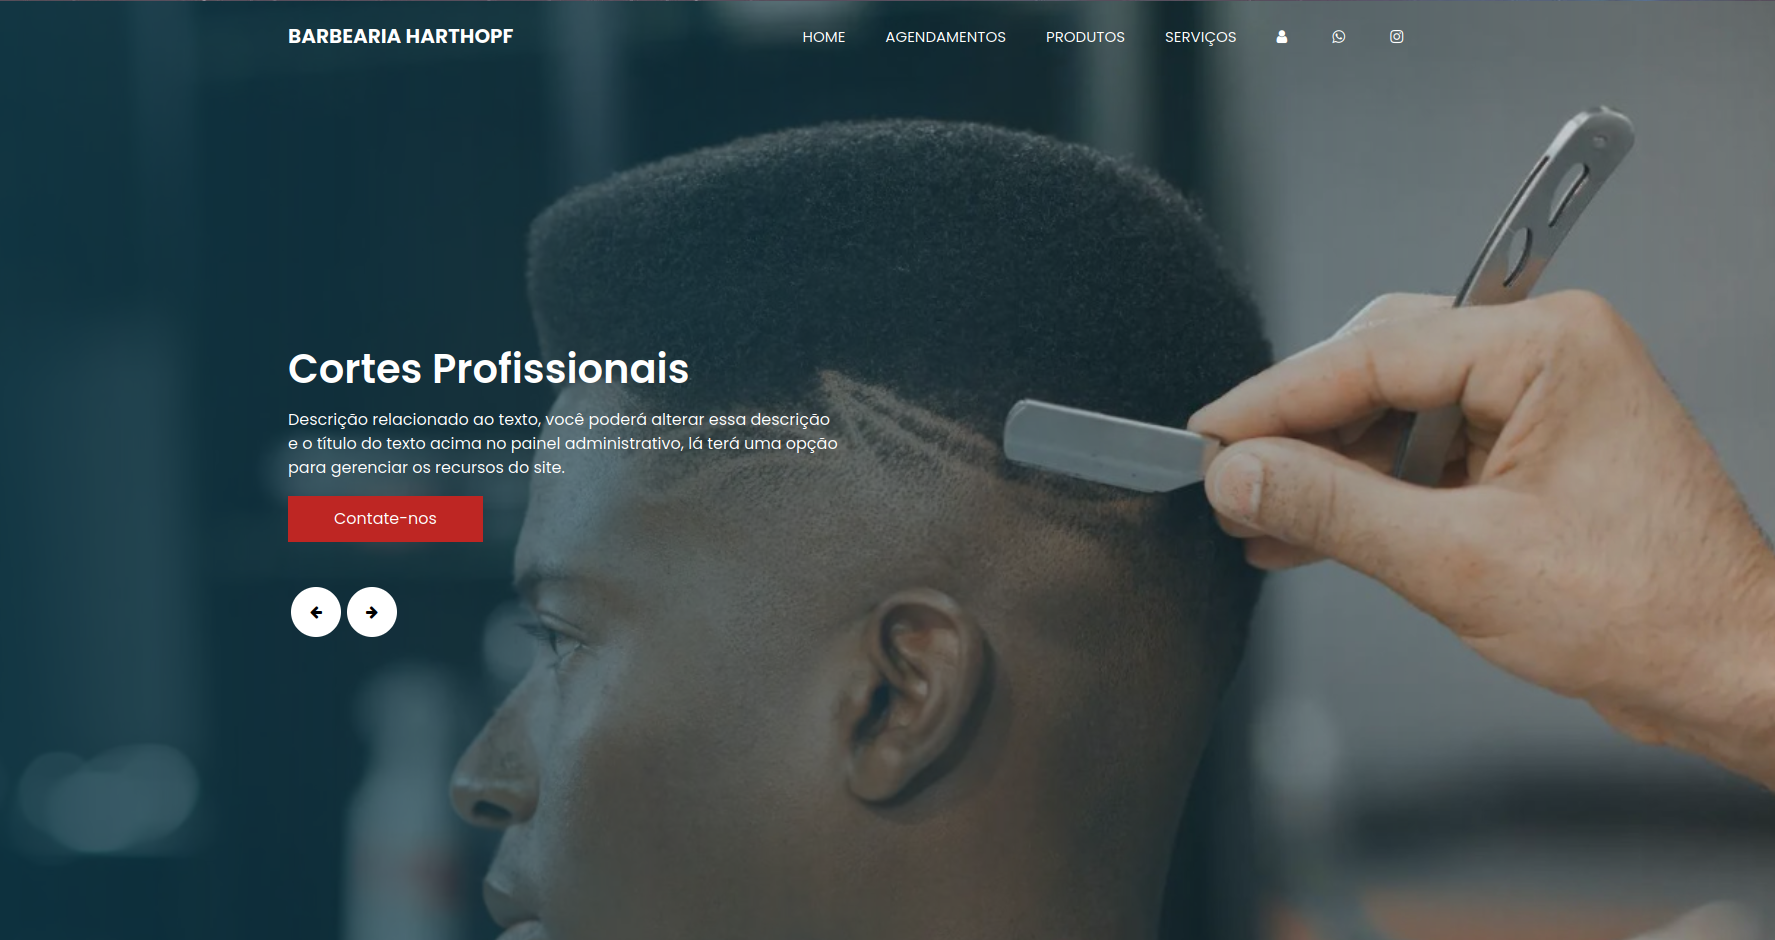 BARBEARIA HARTHOPF
HOME AGENDAMENTOS PRODUTOS SERVIÇOS
Cortes Profissionais
Descrição relacionado ao texto, você poderá alterar essa descrição
e o título do texto acima no painel administrativo, lá terá uma opção
para gerenciar os recursos do site.
Contate-nos